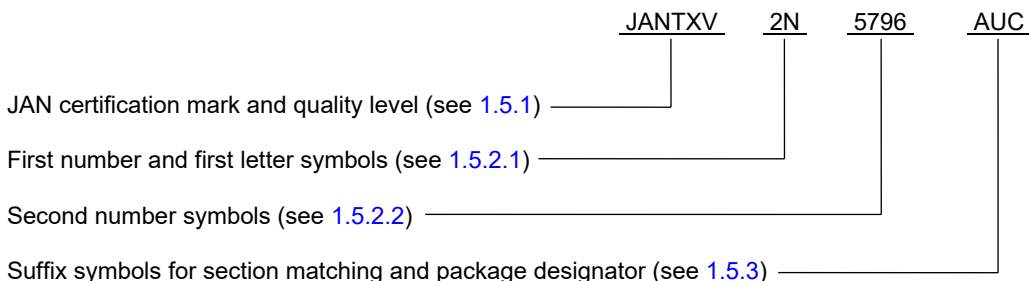 JANTXV 2N 5796 AUC
JAN certification mark and quality level (see 1.5.1)
First number and first letter symbols (see 1.5.2.1)
Second number symbols (see 1.5.2.2)
Suffix symbols for section matching and package designator (see 1.5.3)